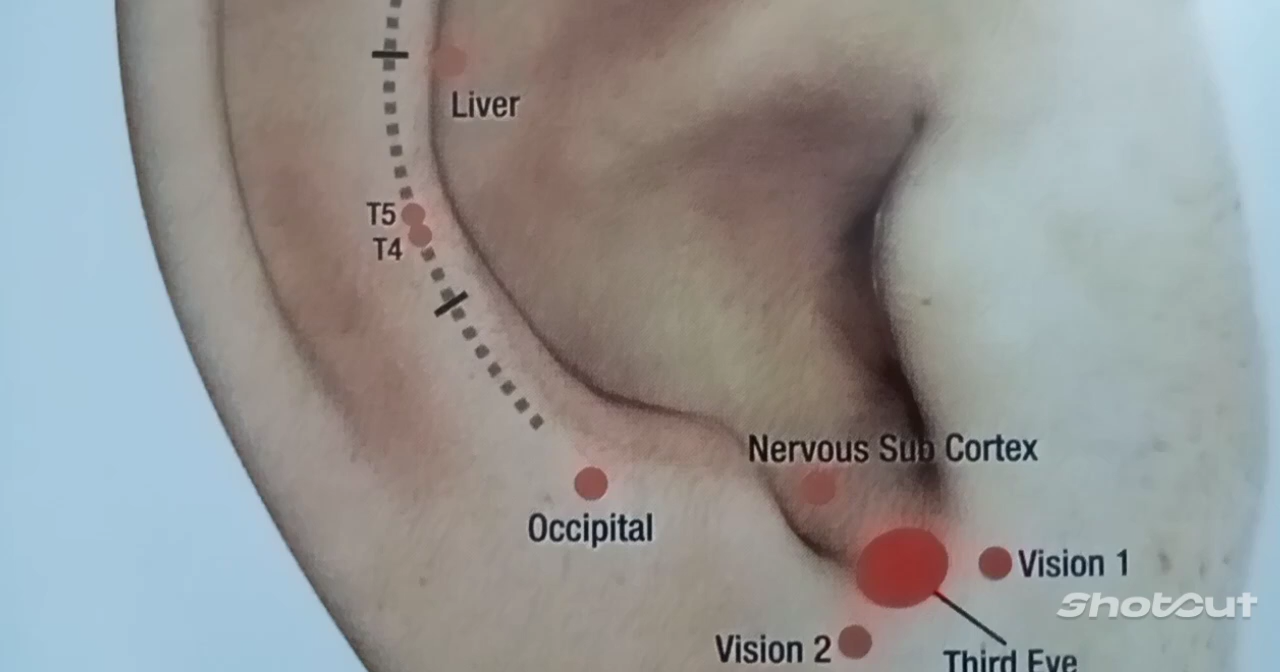 Liver
T5
T4
Nervous Sub Cortex
Occipital
Vision 1
ShotCut
Vision 2
Third Eye